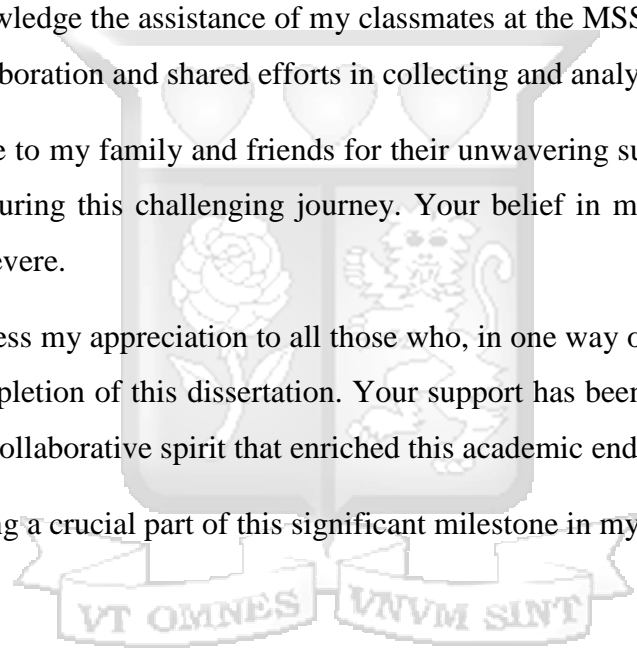 wledge the assistance of my classmates at the MSS
boration and shared efforts in collecting and analy
e to my family and friends for their unwavering su
uring this challenging journey. Your belief in m
evere.
ess my appreciation to all those who, in one way o
pletion of this dissertation. Your support has been
ollaborative spirit that enriched this academic end
ng a crucial part of this significant milestone in my
VT OMNES VNVM SINT